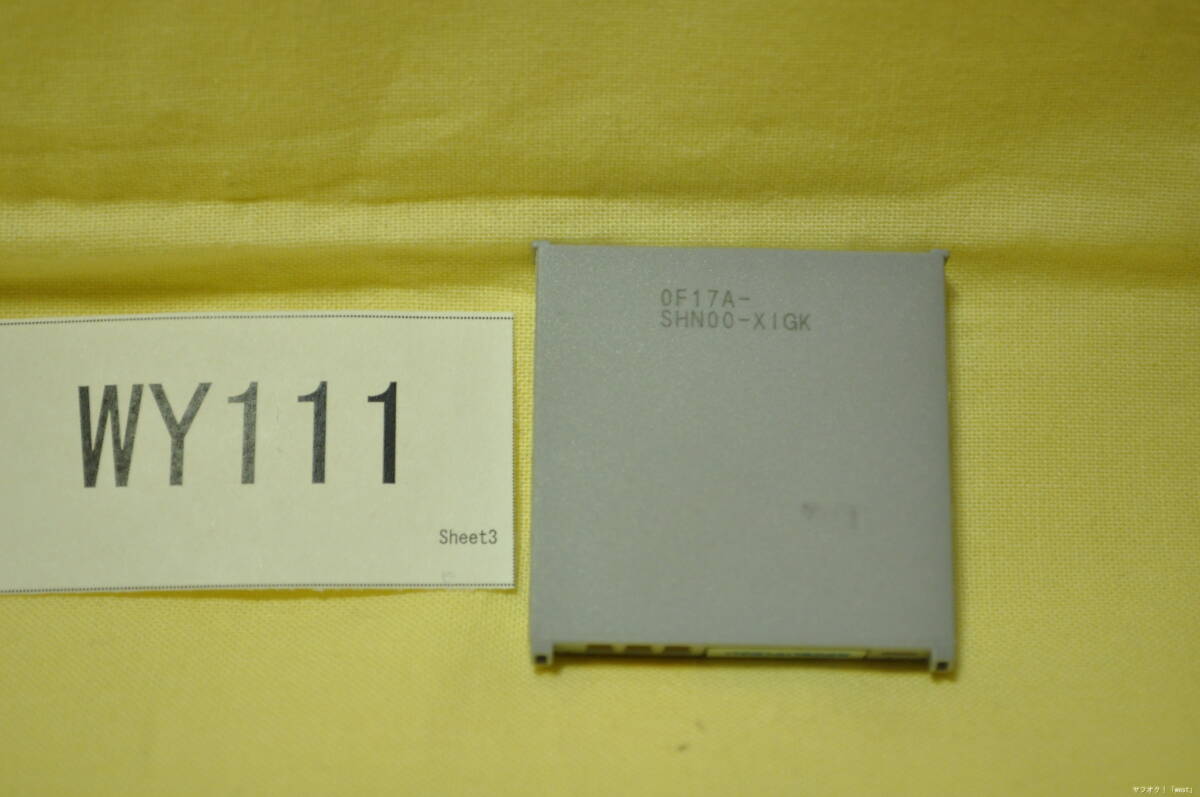 WY111
Sheet3
0F17A-
SHN00-XIGK
ヤフオク!「west」